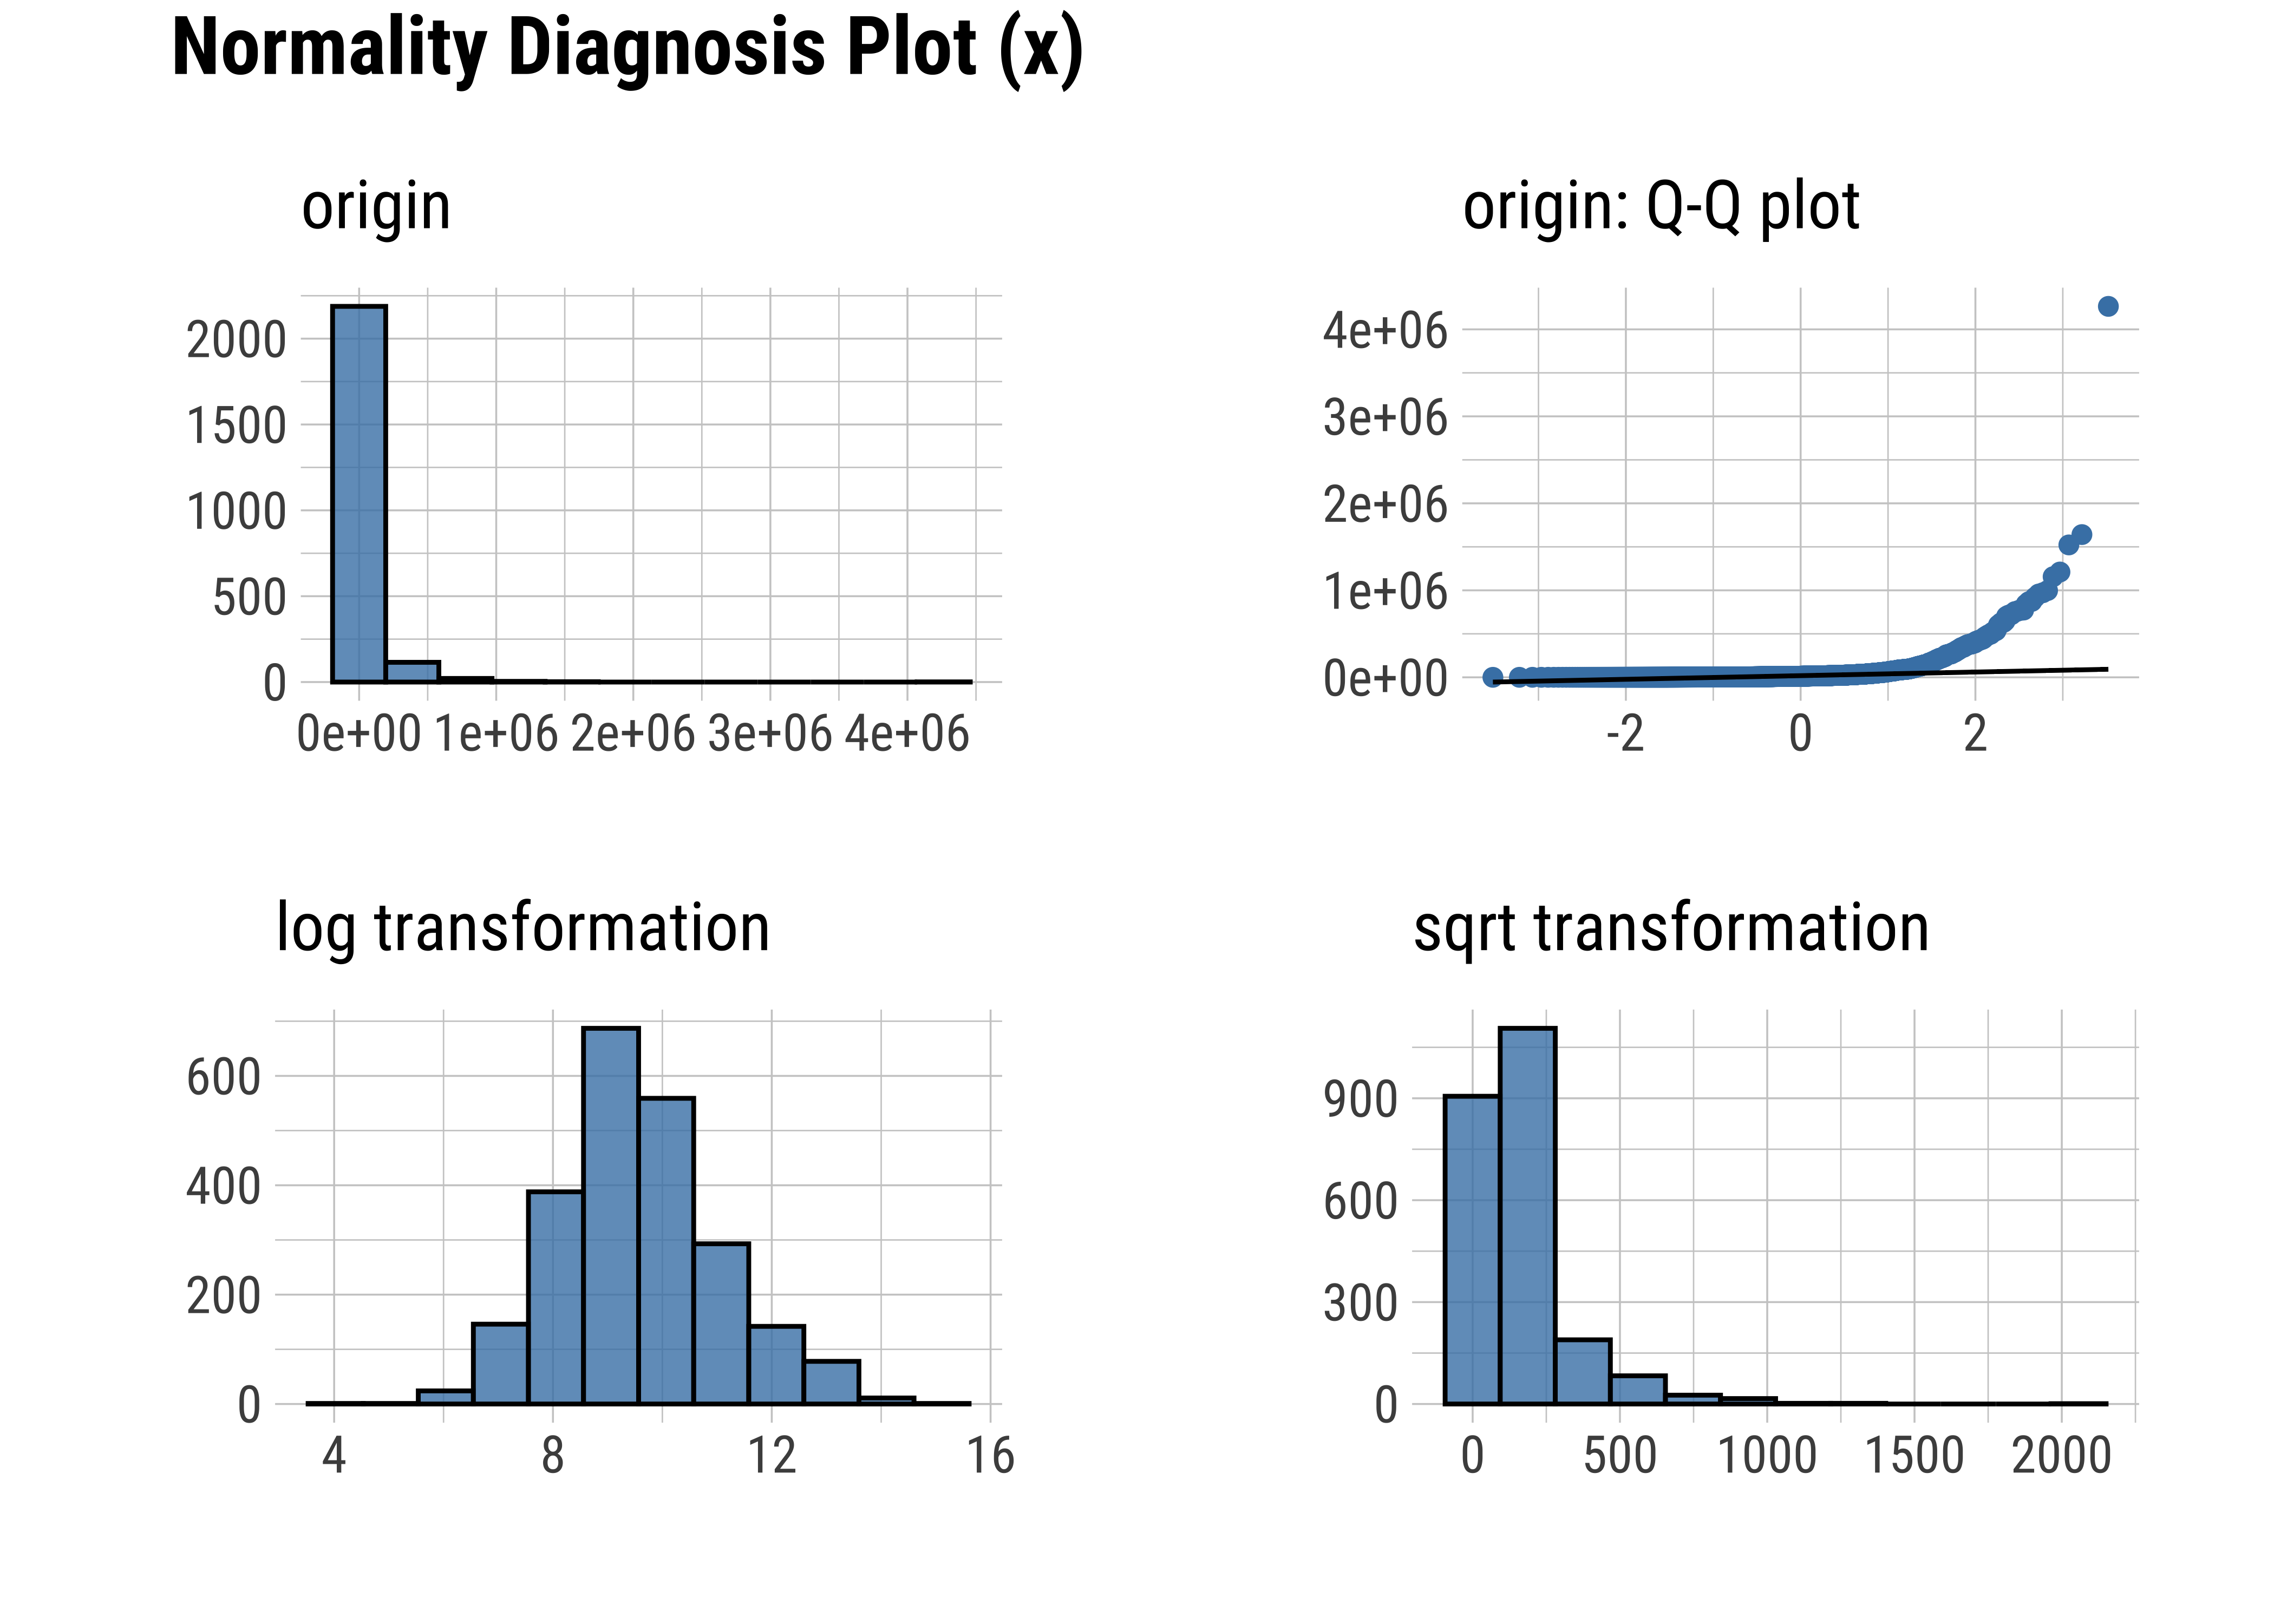 Normality Diagnosis Plot (x)
origin
2000
1500
1000
500
0
0e+00 1e+06 2e+06 3e+06 4e+06
origin: Q-Q plot
4e+06
3e+06
2e+06
1e+06
0e+00
-2 0 2
log transformation
600
400
200
0
4 8 12 16
sqrt transformation
900
600
300
0
0 500 1000 1500 2000